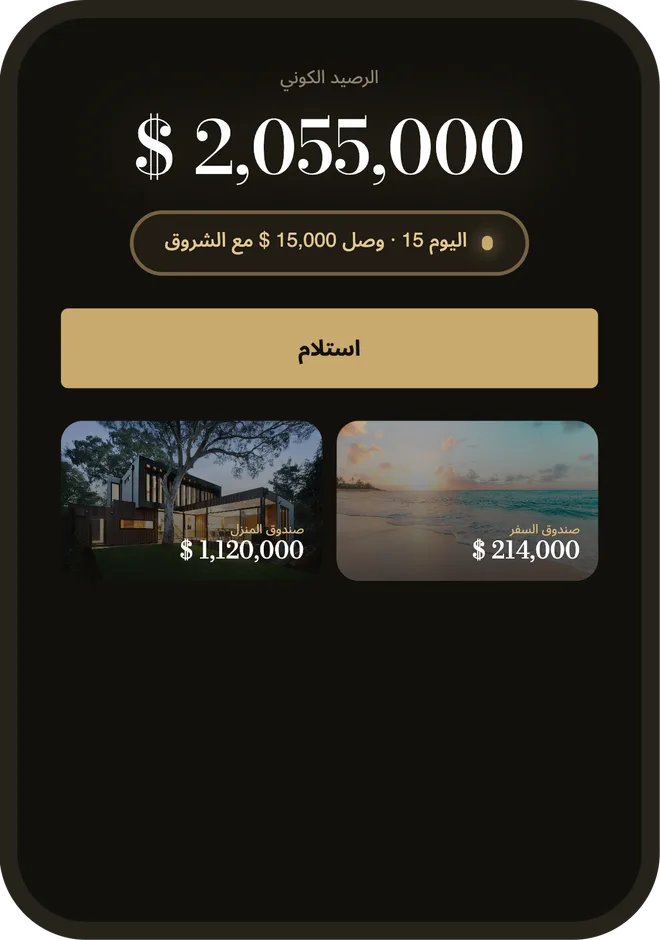 الرصيد الكوني
$ 2,055,000
اليوم 15 · وصل 15,000 $ مع الشروق
استلام
صندوق السفر
$ 214,000
صندوق المنزل
$ 1,120,000